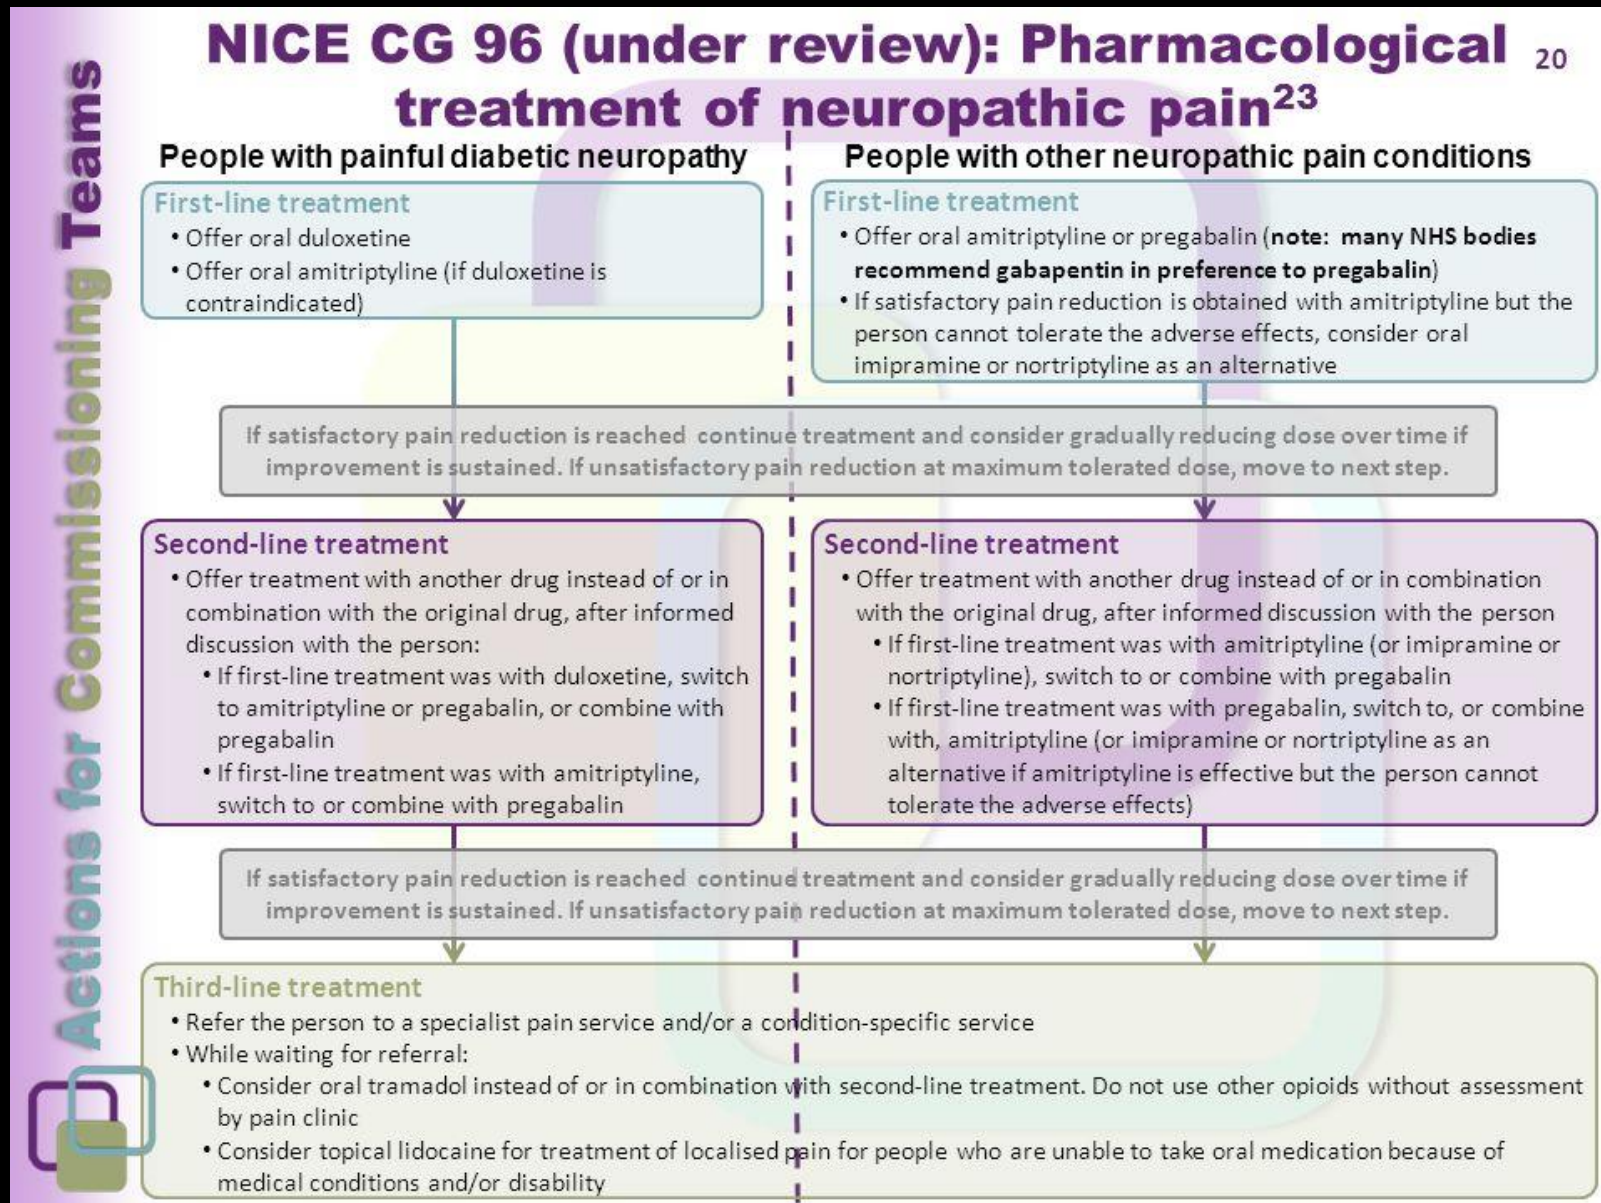 NICE CG 96 (under review): Pharmacological
treatment of neuropathic pain23
20
Actions for Commissioning Teams
People with painful diabetic neuropathy
First-line treatment
• Offer oral duloxetine
• Offer oral amitriptyline (if duloxetine is
contraindicated)
People with other neuropathic pain conditions
First-line treatment
• Offer oral amitriptyline or pregabalin (note: many NHS bodies
recommend gabapentin in preference to pregabalin)
• If satisfactory pain reduction is obtained with amitriptyline but the
person cannot tolerate the adverse effects, consider oral
imipramine or nortriptyline as an alternative
If satisfactory pain reduction is reached continue treatment and consider gradually reducing dose over time if
improvement is sustained. If unsatisfactory pain reduction at maximum tolerated dose, move to next step.
Second-line treatment
• Offer treatment with another drug instead of or in
combination with the original drug, after informed
discussion with the person:
• If first-line treatment was with duloxetine, switch
to amitriptyline or pregabalin, or combine with
pregabalin
• If first-line treatment was with amitriptyline,
switch to or combine with pregabalin
Second-line treatment
• Offer treatment with another drug instead of or in combination
with the original drug, after informed discussion with the person
• If first-line treatment was with amitriptyline (or imipramine or
nortriptyline), switch to or combine with pregabalin
• If first-line treatment was with pregabalin, switch to, or combine
with, amitriptyline (or imipramine or nortriptyline as an
alternative if amitriptyline is effective but the person cannot
tolerate the adverse effects)
If satisfactory pain reduction is reached continue treatment and consider gradually reducing dose over time if
improvement is sustained. If unsatisfactory pain reduction at maximum tolerated dose, move to next step.
Third-line treatment
• Refer the person to a specialist pain service and/or a condition-specific service
• While waiting for referral:
• Consider oral tramadol instead of or in combination with second-line treatment. Do not use other opioids without assessment
by pain clinic
• Consider topical lidocaine for treatment of localised pain for people who are unable to take oral medication because of
medical conditions and/or disability